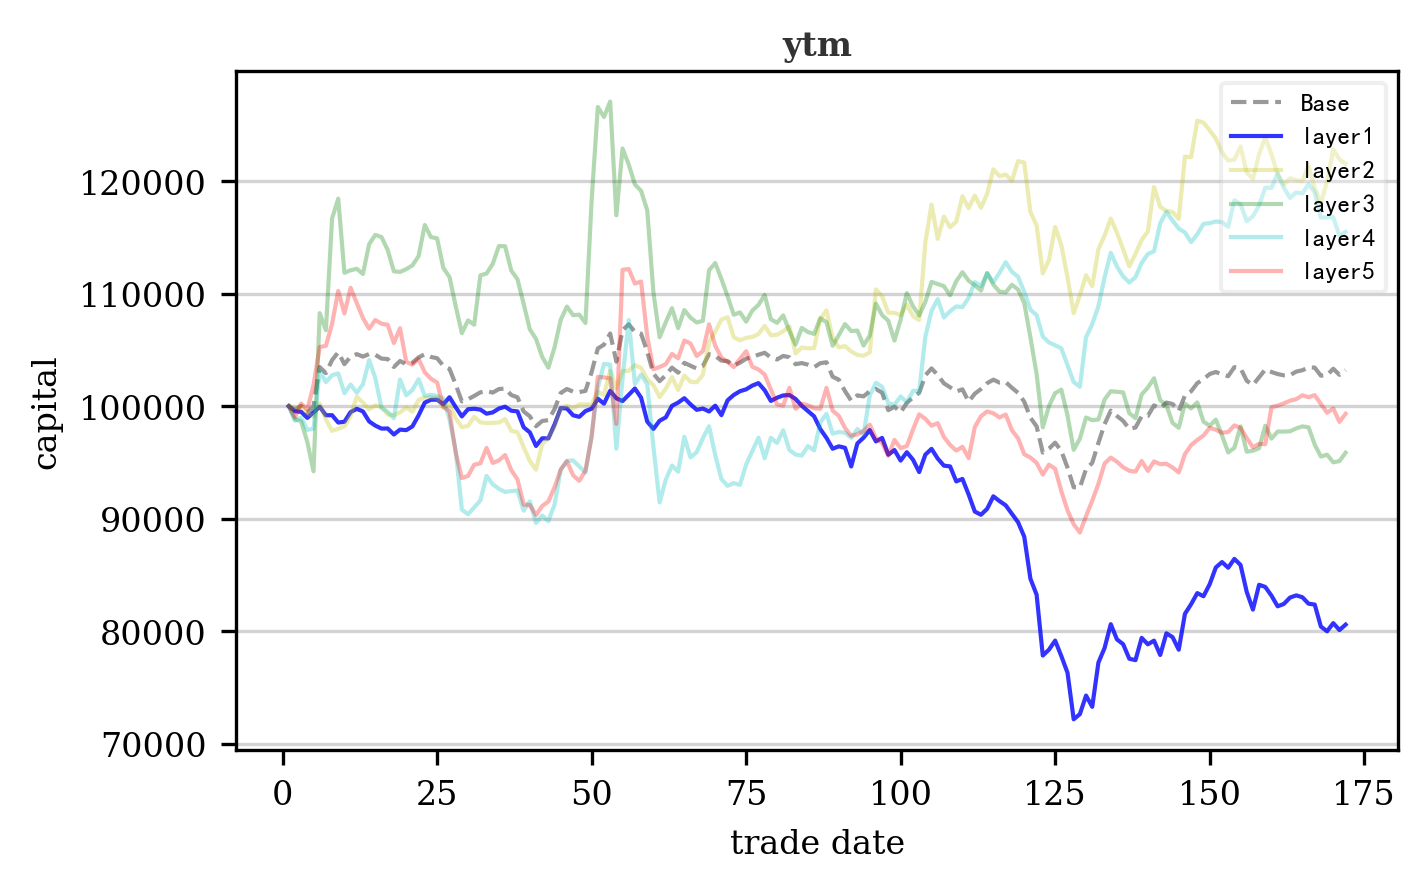 ytm
capital
120000
110000
100000
90000
80000
70000
0 25 50 75 100 125 150 175
trade date
Base
layer1
layer2
layer3
layer4
layer5